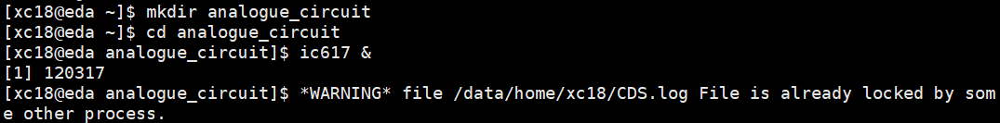 [xc18@eda ~]$ mkdir analogue_circuit
[xc18@eda ~]$ cd analogue_circuit
[xc18@eda analogue_circuit]$ ic617 &
[1] 120317
[xc18@eda analogue_circuit]$ *WARNING* file /data/home/xc18/CDS.log File is already locked by som
e other process.